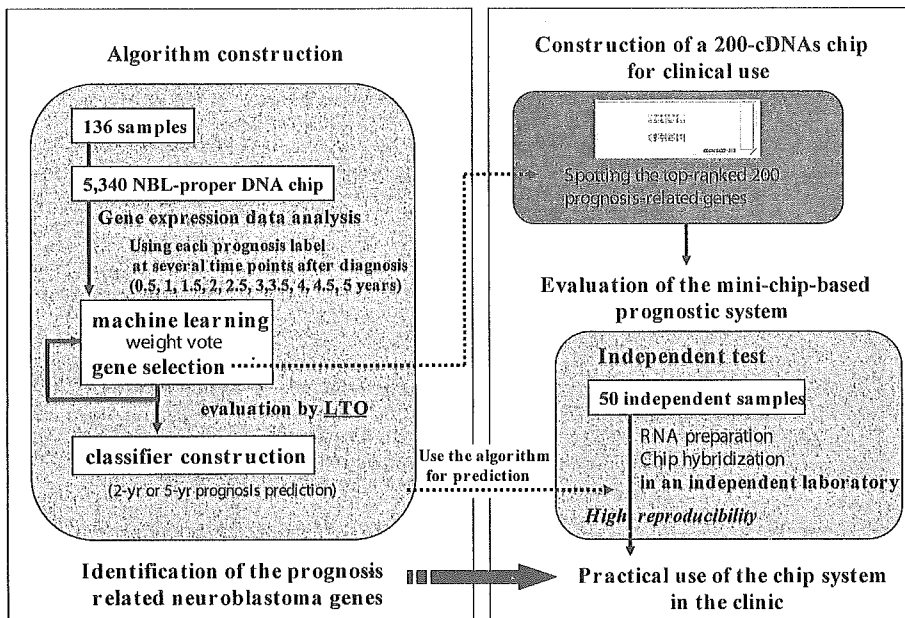 Algorithm construction
136 samples
5,340 NBL-proper DNA chip
Gene expression data analysis
Using each prognosis label
at several time points after diagnosis
(0.5, 1, 1.5, 2, 2.5, 3,3.5, 4, 4.5, 5 years)
machine learning
weight vote
gene selection
evaluation by LTO
classifier construction
(2-yr or 5-yr prognosis prediction)
Identification of the prognosis
related neuroblastoma genes
Use the algorithm
for prediction
Construction of a 200-cDNAs chip
for clinical use
Spotting the top-ranked 200
prognosis-related-genes
Evaluation of the mini-chip-based
prognostic system
Independent test
50 independent samples
RNA preparation
Chip hybridization
in an independent laboratory
High reproducibility
Practical use of the chip system
in the clinic